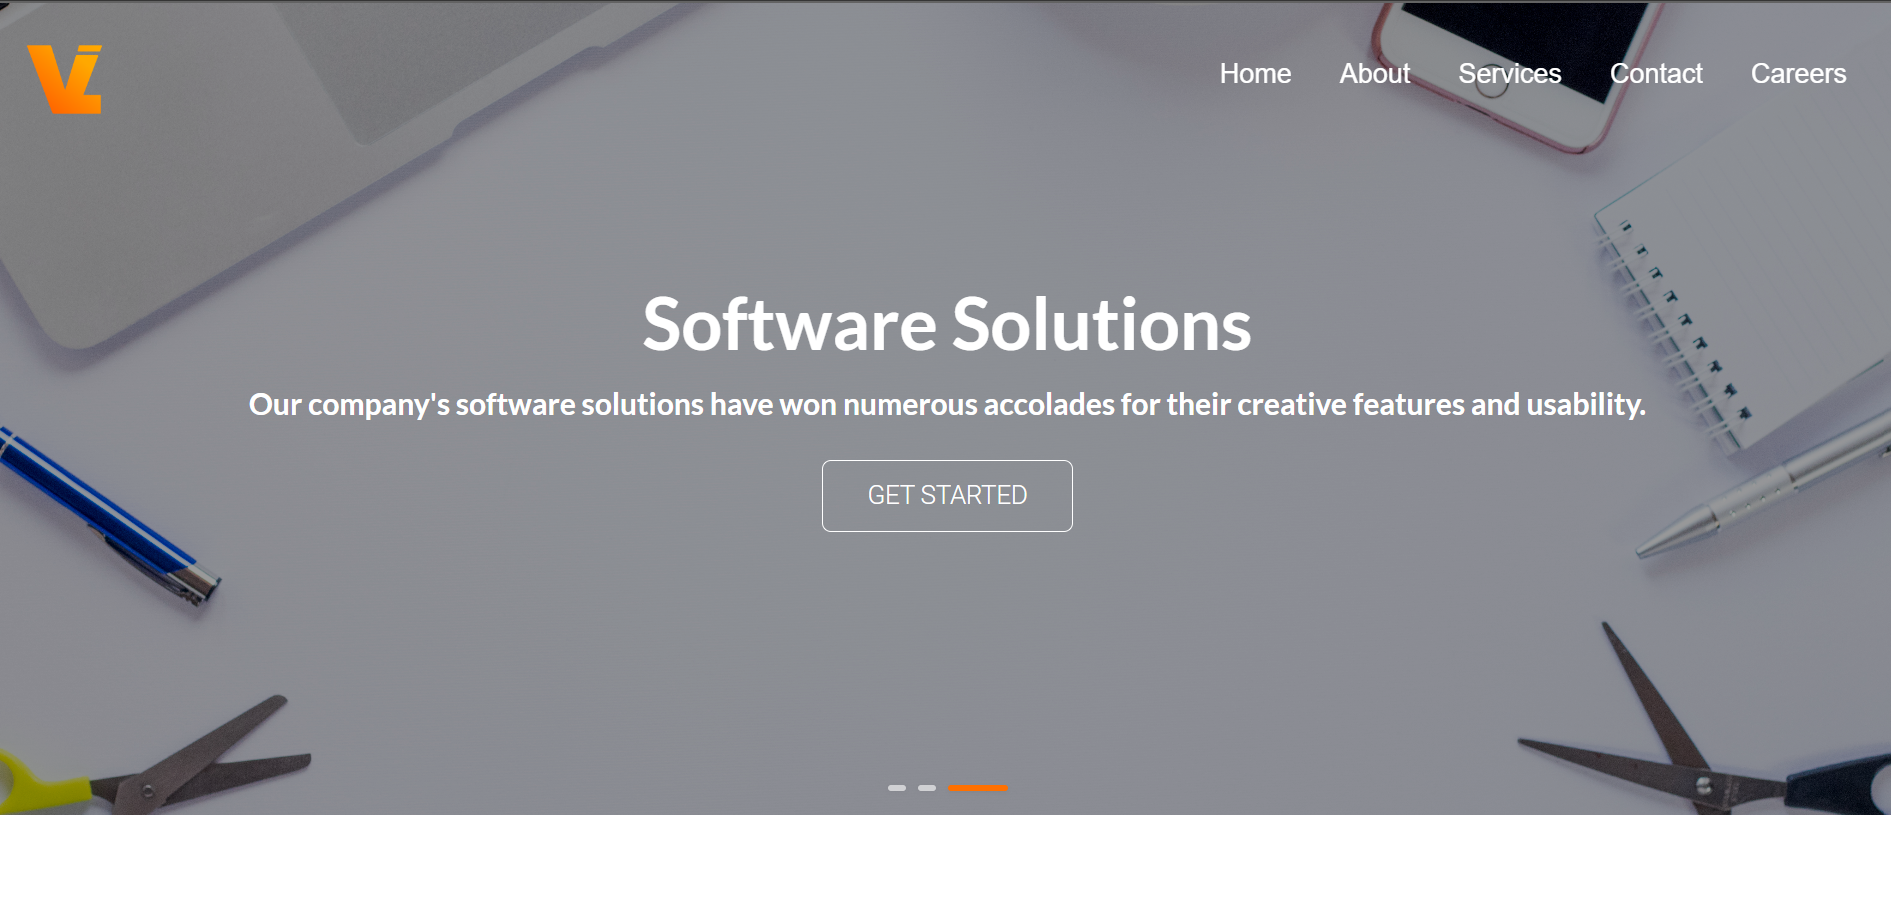 Home About Services Contact Careers
Software Solutions
Our company's software solutions have won numerous accolades for their creative features and usability.
GET STARTED